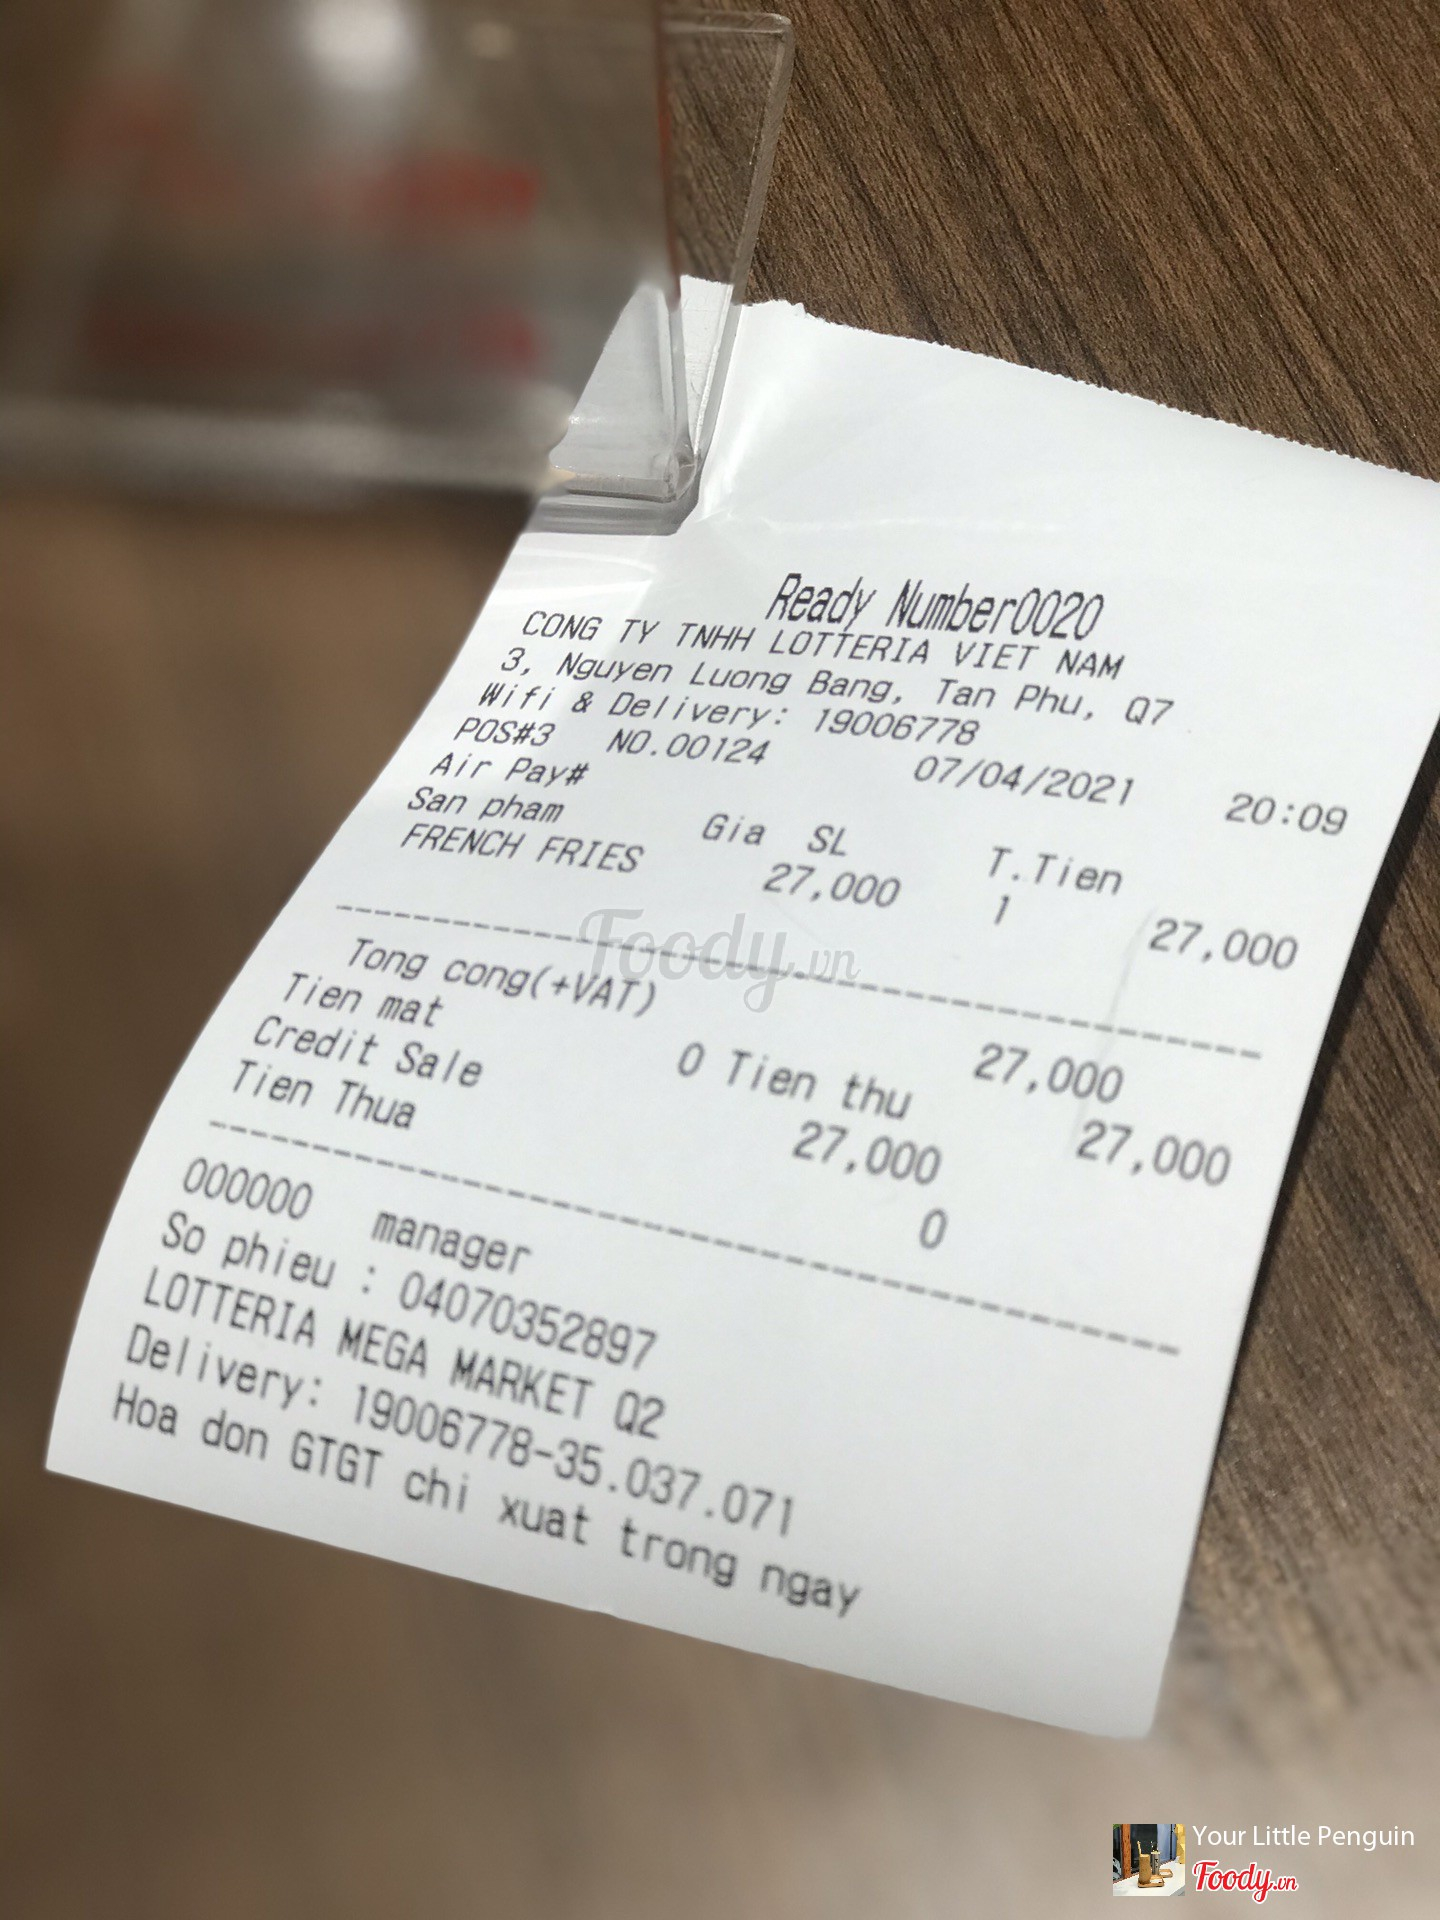 Ready Number0020
CONG TY TNHH LOTTERIA VIET NAM
3, Nguyen Luong Bang, Tan Phu, Q7
Wifi & Delivery: 19006778
POS#3 NO.00124 07/04/2021 20:09
Air Pay#
San pham Gia SL T.Tien
FRENCH FRIES 27,000 1 27,000
Tong cong(+VAT) 27,000
Tien mat 0 Tien thu 27,000
Credit Sale 27,000
Tien Thua 0
000000 manager
So phieu : 04070352897
LOTTERIA MEGA MARKET Q2
Delivery: 19006778-35.037.071
Hoa don GTGT chi xuat trong ngay
Foody.vn
Your Little Penguin
Foody.vn